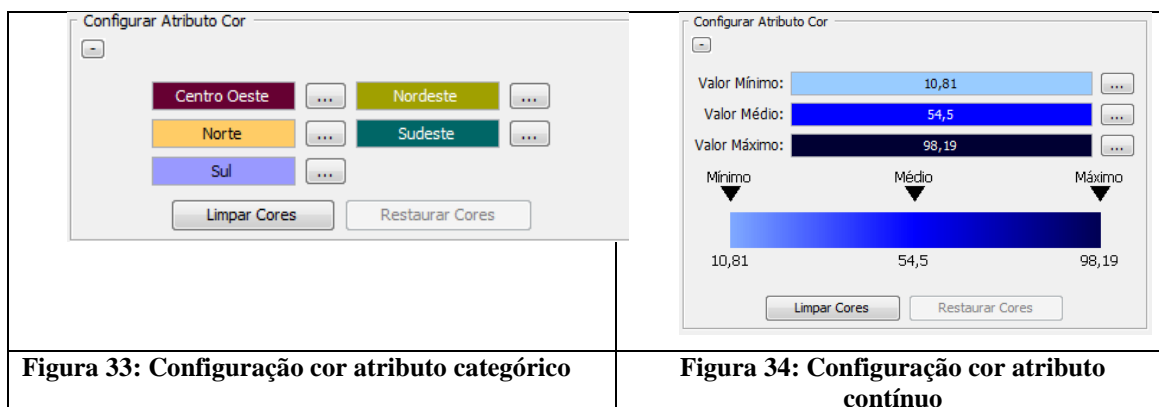 Configurar Atributo Cor
-
Centro Oeste ... Nordeste ...
Norte ... Sudeste ...
Sul ...
Limpar Cores Restaurar Cores
Figura 33: Configuração cor atributo categórico
Configurar Atributo Cor
-
Valor Mínimo: 10,81 ...
Valor Médio: 54,5 ...
Valor Máximo: 98,19 ...
Mínimo Médio Máximo
10,81 54,5 98,19
Limpar Cores Restaurar Cores
Figura 34: Configuração cor atributo
contínuo